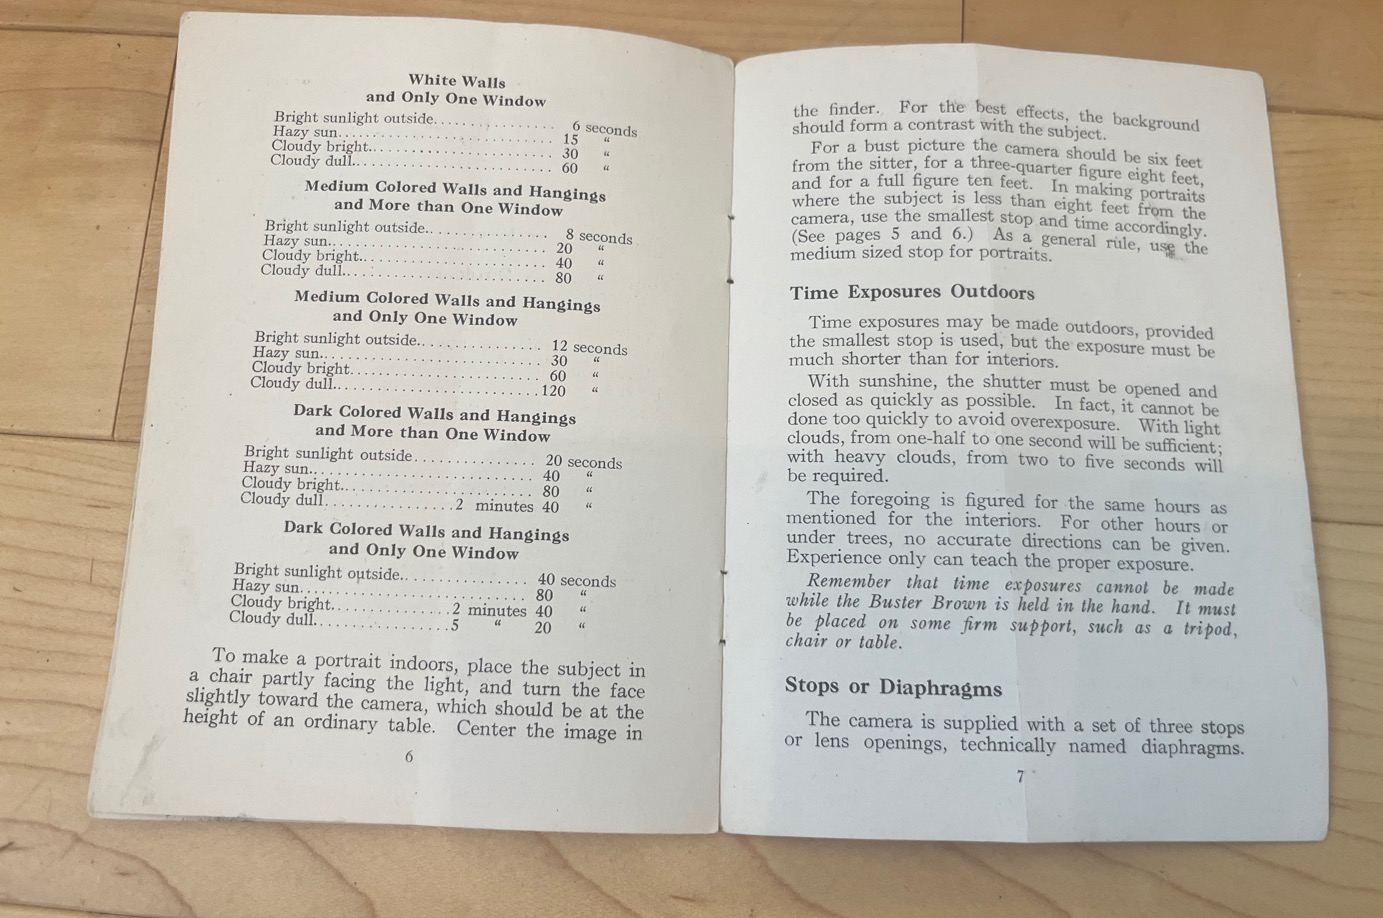 White Walls
and Only One Window
Bright sunlight outside.................. 6 seconds
Hazy sun............................... 15 "
Cloudy bright........................... 30 "
Cloudy dull............................. 60 "
Medium Colored Walls and Hangings
and More than One Window
Bright sunlight outside.................. 8 seconds
Hazy sun............................... 20 "
Cloudy bright........................... 40 "
Cloudy dull............................. 80 "
Medium Colored Walls and Hangings
and Only One Window
Bright sunlight outside.................. 12 seconds
Hazy sun............................... 30 "
Cloudy bright........................... 60 "
Cloudy dull.............................120 "
Dark Colored Walls and Hangings
and More than One Window
Bright sunlight outside.................. 20 seconds
Hazy sun............................... 40 "
Cloudy bright........................... 80 "
Cloudy dull................2 minutes 40 "
Dark Colored Walls and Hangings
and Only One Window
Bright sunlight outside.................. 40 seconds
Hazy sun............................... 80 "
Cloudy bright..............2 minutes 40 "
Cloudy dull................5 " 20 "
To make a portrait indoors, place the subject in
a chair partly facing the light, and turn the face
slightly toward the camera, which should be at the
height of an ordinary table. Center the image in
6
the finder. For the best effects, the background
should form a contrast with the subject.
For a bust picture the camera should be six feet
from the sitter, for a three-quarter figure eight feet,
and for a full figure ten feet. In making portraits
where the subject is less than eight feet from the
camera, use the smallest stop and time accordingly.
(See pages 5 and 6.) As a general rule, use the
medium sized stop for portraits.
Time Exposures Outdoors
Time exposures may be made outdoors, provided
the smallest stop is used, but the exposure must be
much shorter than for interiors.
With sunshine, the shutter must be opened and
closed as quickly as possible. In fact, it cannot be
done too quickly to avoid overexposure. With light
clouds, from one-half to one second will be sufficient;
with heavy clouds, from two to five seconds will
be required.
The foregoing is figured for the same hours as
mentioned for the interiors. For other hours or
under trees, no accurate directions can be given.
Experience only can teach the proper exposure.
Remember that time exposures cannot be made
while the Buster Brown is held in the hand. It must
be placed on some firm support, such as a tripod,
chair or table.
Stops or Diaphragms
The camera is supplied with a set of three stops
or lens openings, technically named diaphragms.
7